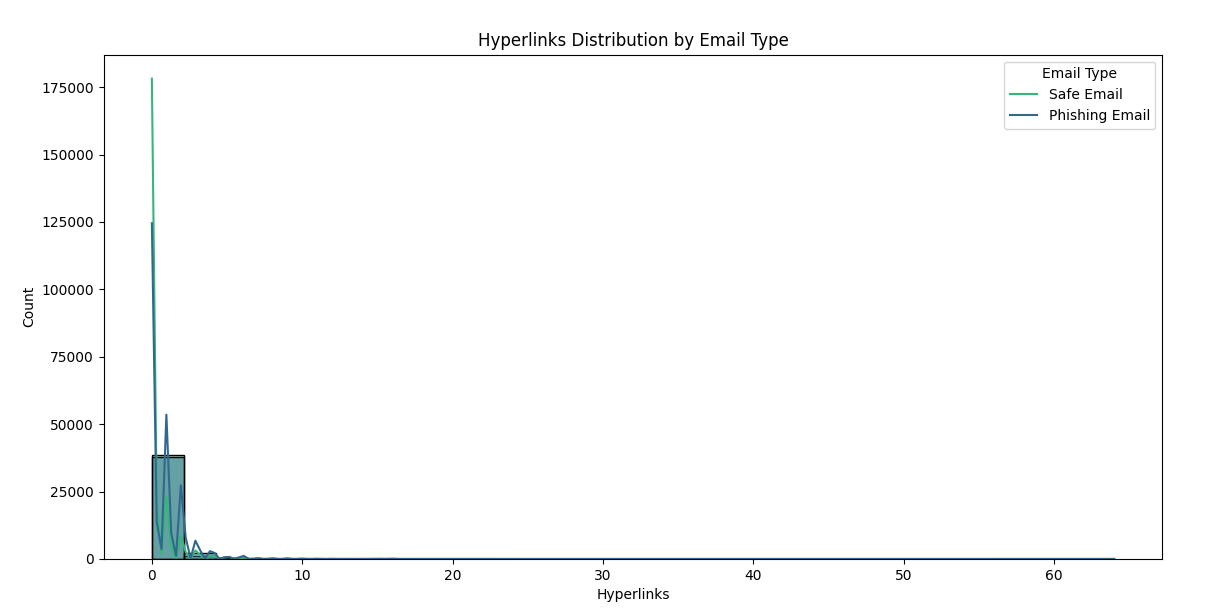 Hyperlinks Distribution by Email Type
Email Type
Safe Email
Phishing Email
Count
175000
150000
125000
100000
75000
50000
25000
0
0 10 20 30 40 50 60
Hyperlinks